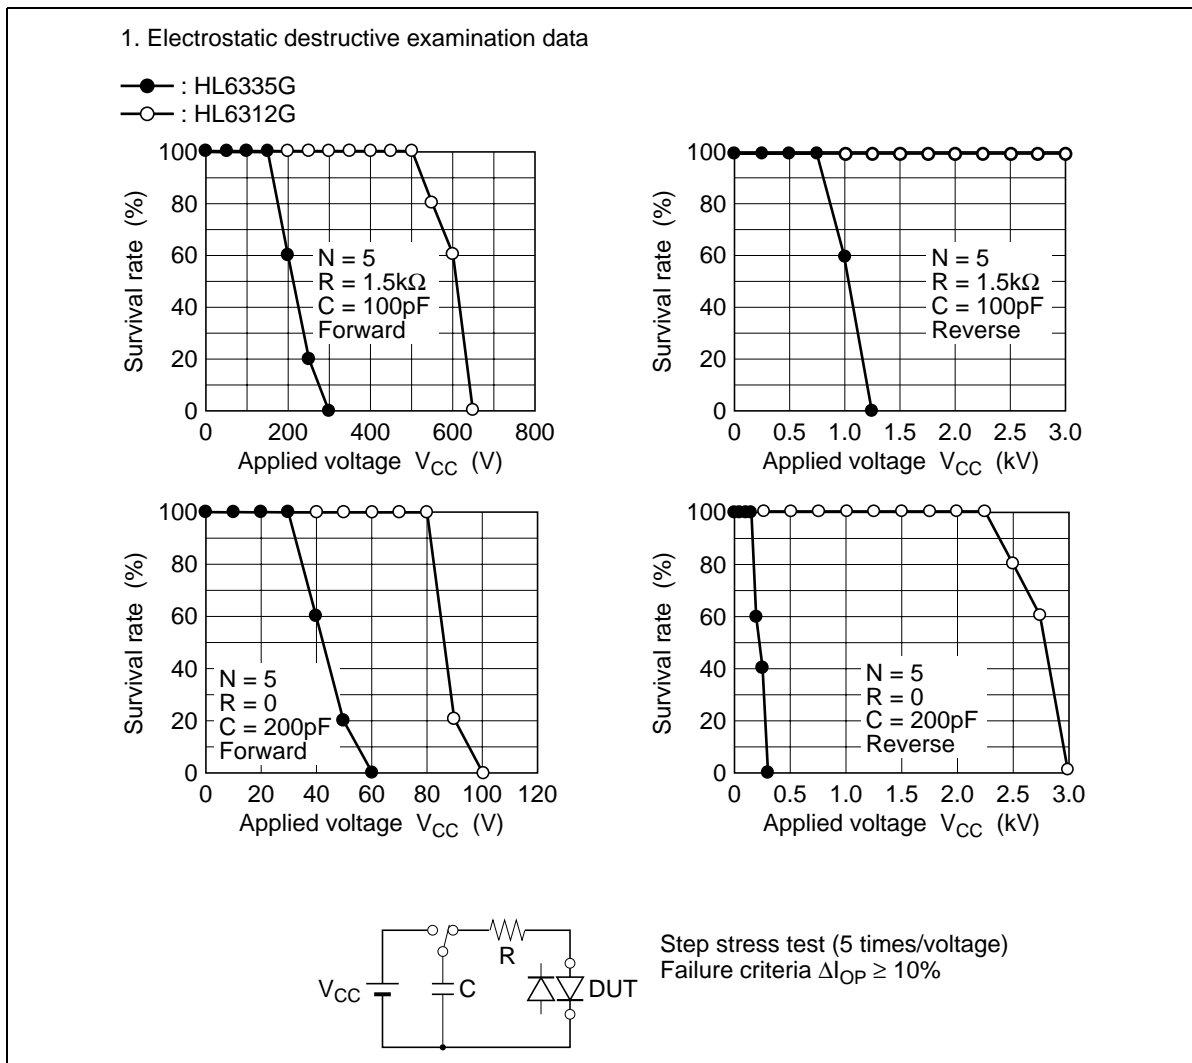 1. Electrostatic destructive examination data
: HL6335G
: HL6312G
100
80
60
40
20
0
Survival rate (%)
N = 5
R = 1.5kΩ
C = 100pF
Forward
0 200 400 600 800
Applied voltage VCC (V)
100
80
60
40
20
0
Survival rate (%)
N = 5
R = 1.5kΩ
C = 100pF
Reverse
0 0.5 1.0 1.5 2.0 2.5 3.0
Applied voltage VCC (kV)
100
80
60
40
20
0
Survival rate (%)
N = 5
R = 0
C = 200pF
Forward
0 20 40 60 80 100 120
Applied voltage VCC (V)
100
80
60
40
20
0
Survival rate (%)
N = 5
R = 0
C = 200pF
Reverse
0 0.5 1.0 1.5 2.0 2.5 3.0
Applied voltage VCC (kV)
R
VCC
C
DUT
Step stress test (5 times/voltage)
Failure criteria ΔIOP ≥ 10%